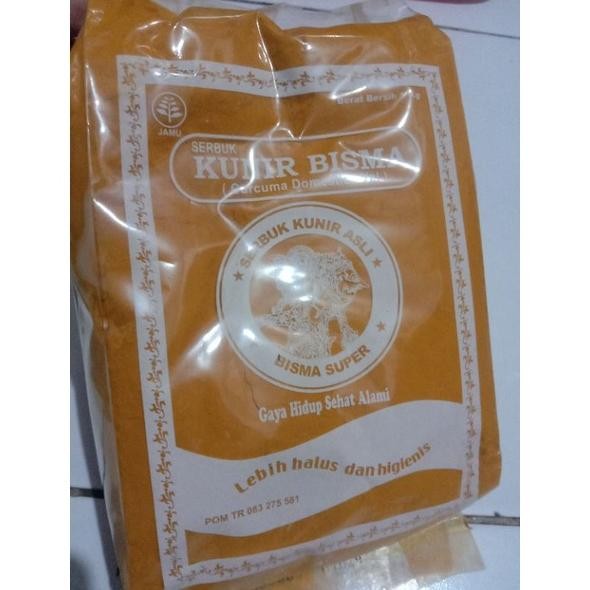 Berat Bersih
JAMU
SERBUK
KUNIR BISMA
( Curcuma
SERBUK KUNIR ASLI
BISMA SUPER
Gaya Hidup Sehat Alami
Lebih halus dan higienis
POM TR 083 275 581